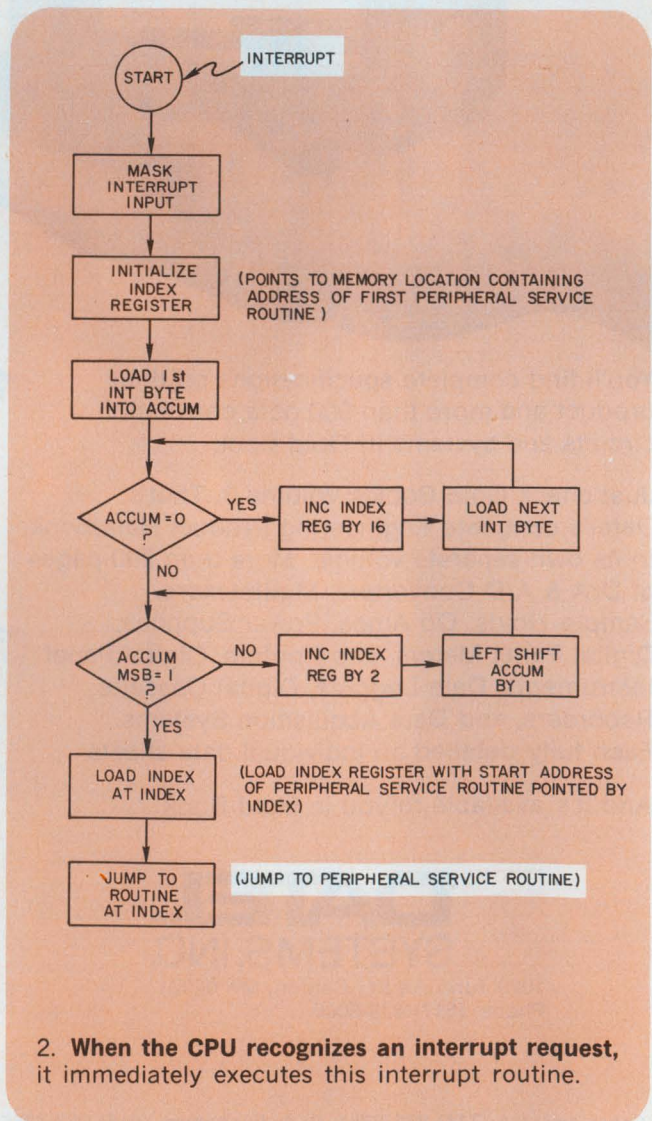 START
INTERRUPT
MASK
INTERRUPT
INPUT
INITIALIZE
INDEX
REGISTER
(POINTS TO MEMORY LOCATION CONTAINING
ADDRESS OF FIRST PERIPHERAL SERVICE
ROUTINE)
LOAD 1st
INT BYTE
INTO ACCUM
ACCUM=0
?
YES
INC INDEX
REG BY 16
LOAD NEXT
INT BYTE
NO
ACCUM
MSB=1
?
NO
INC INDEX
REG BY 2
LEFT SHIFT
ACCUM
BY 1
YES
LOAD INDEX
AT INDEX
(LOAD INDEX REGISTER WITH START ADDRESS
OF PERIPHERAL SERVICE ROUTINE POINTED BY
INDEX)
JUMP TO
ROUTINE
AT INDEX
(JUMP TO PERIPHERAL SERVICE ROUTINE)
2. When the CPU recognizes an interrupt request,
it immediately executes this interrupt routine.